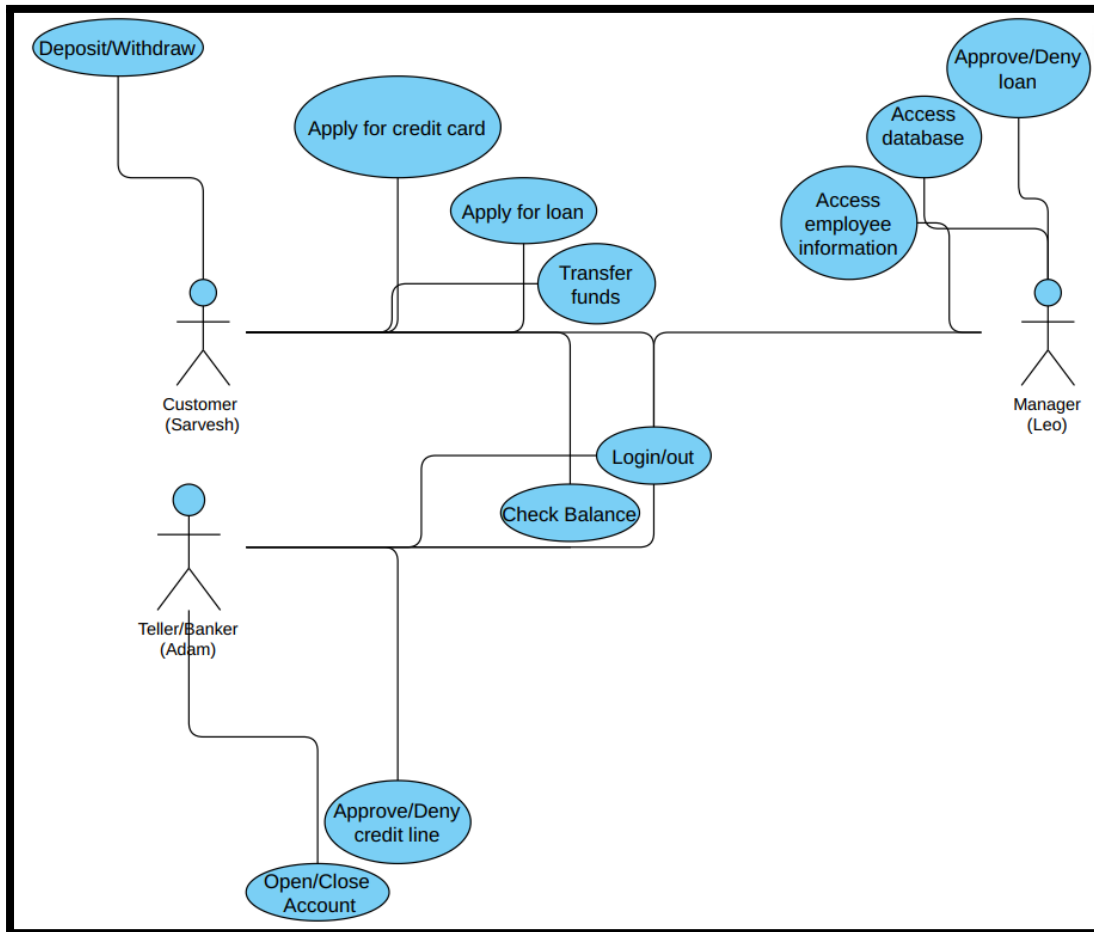 Deposit/Withdraw
Approve/Deny
loan
Apply for credit card
Access
database
Apply for loan
Access
employee
information
Transfer
funds
Customer
(Sarvesh)
Manager
(Leo)
Login/out
Check Balance
Teller/Banker
(Adam)
Approve/Deny
credit line
Open/Close
Account